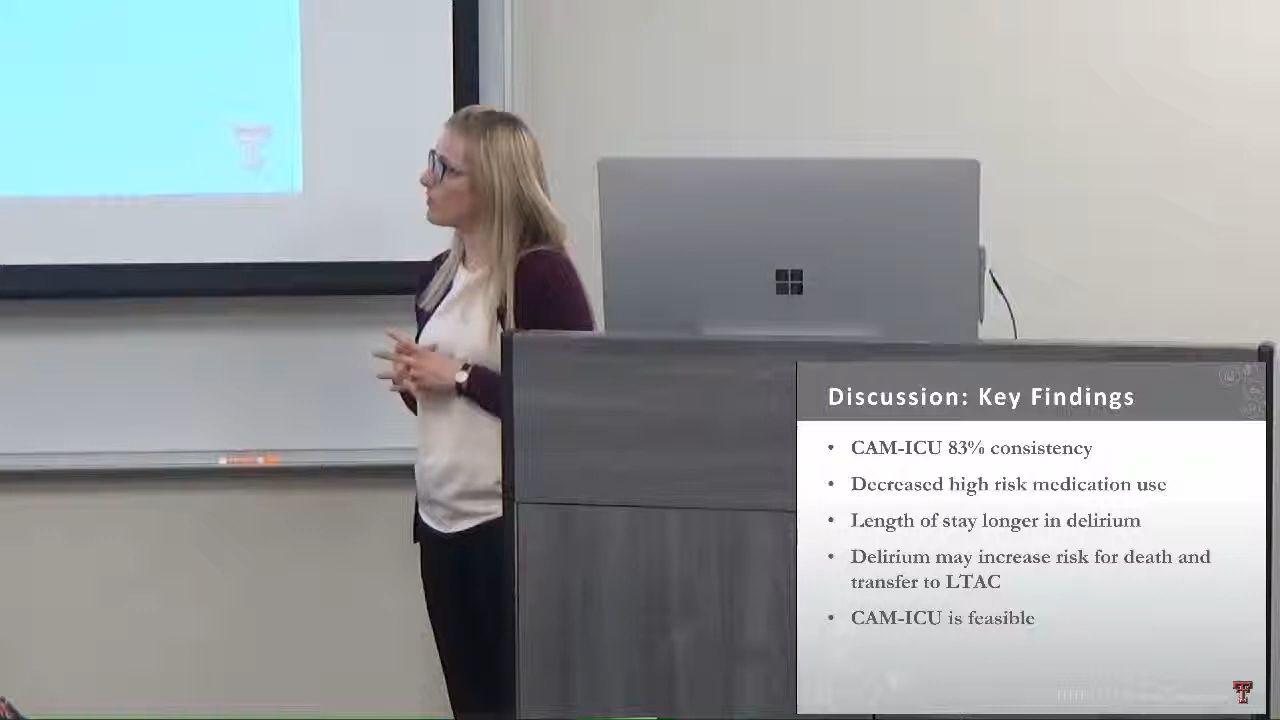 Discussion: Key Findings
• CAM-ICU 83% consistency
• Decreased high risk medication use
• Length of stay longer in delirium
• Delirium may increase risk for death and
transfer to LTAC
• CAM-ICU is feasible